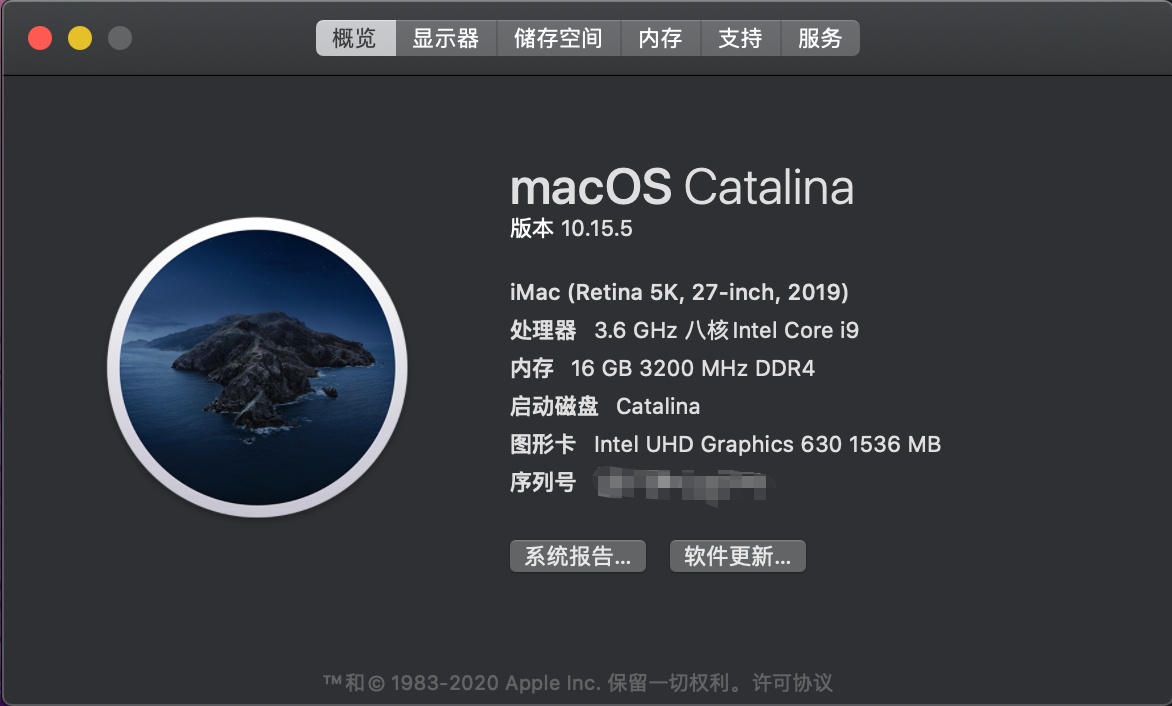 概览 显示器 储存空间 内存 支持 服务
macOS Catalina
版本 10.15.5
iMac (Retina 5K, 27-inch, 2019)
处理器 3.6 GHz 八核Intel Core i9
内存 16 GB 3200 MHz DDR4
启动磁盘 Catalina
图形卡 Intel UHD Graphics 630 1536 MB
序列号
系统报告... 软件更新...
™和© 1983-2020 Apple Inc. 保留一切权利。许可协议